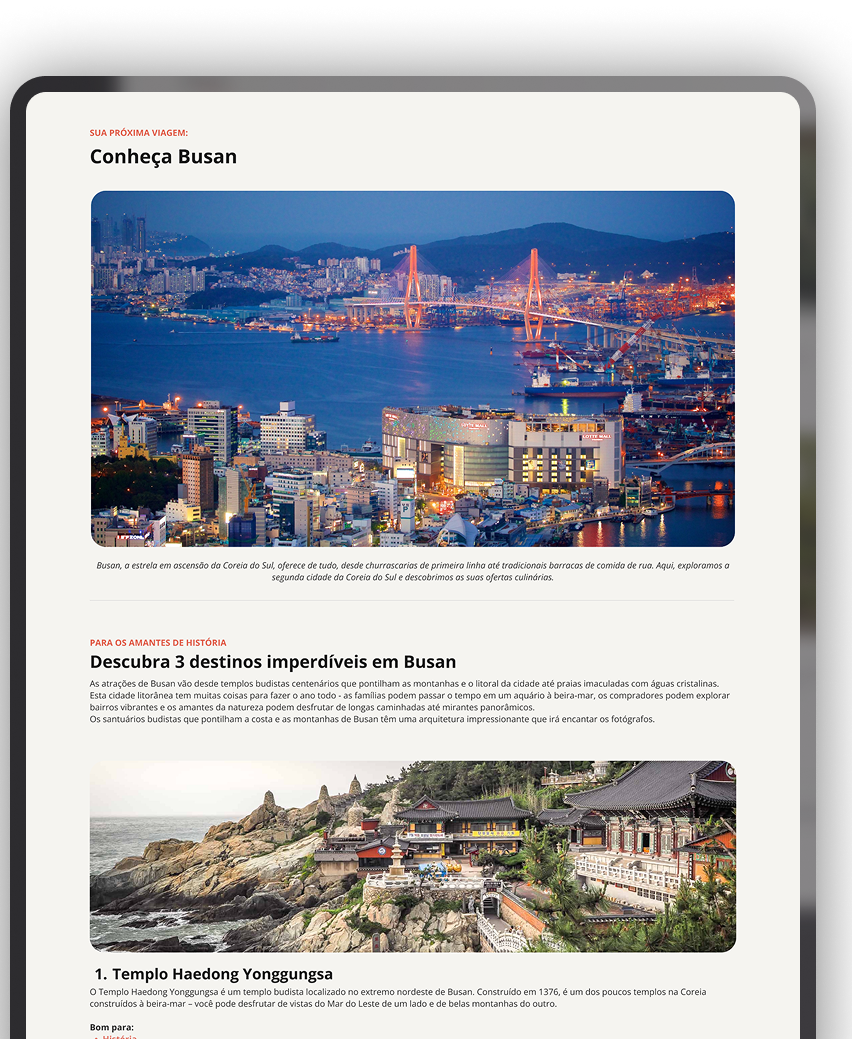 SUA PRÓXIMA VIAGEM:
Conheça Busan
LOTTE MALL
LOTTE MALL
Busan, a estrela em ascensão da Coreia do Sul, oferece de tudo, desde churrascarias de primeira linha até tradicionais barracas de comida de rua. Aqui, exploramos a
segunda cidade da Coreia do Sul e descobrimos as suas ofertas culinárias.
PARA OS AMANTES DE HISTÓRIA
Descubra 3 destinos imperdíveis em Busan
As atrações de Busan vão desde templos budistas centenários que pontilham as montanhas e o litoral da cidade até praias imaculadas com águas cristalinas.
Esta cidade litorânea tem muitas coisas para fazer o ano todo - as famílias podem passar o tempo em um aquário à beira-mar, os compradores podem explorar
bairros vibrantes e os amantes da natureza podem desfrutar de longas caminhadas até mirantes panorâmicos.
Os santuários budistas que pontilham a costa e as montanhas de Busan têm uma arquitetura impressionante que irá encantar os fotógrafos.
1. Templo Haedong Yonggungsa
O Templo Haedong Yonggungsa é um templo budista localizado no extremo nordeste de Busan. Construído em 1376, é um dos poucos templos na Coreia
construídos à beira-mar – você pode desfrutar de vistas do Mar do Leste de um lado e de belas montanhas do outro.
Bom para:
• História